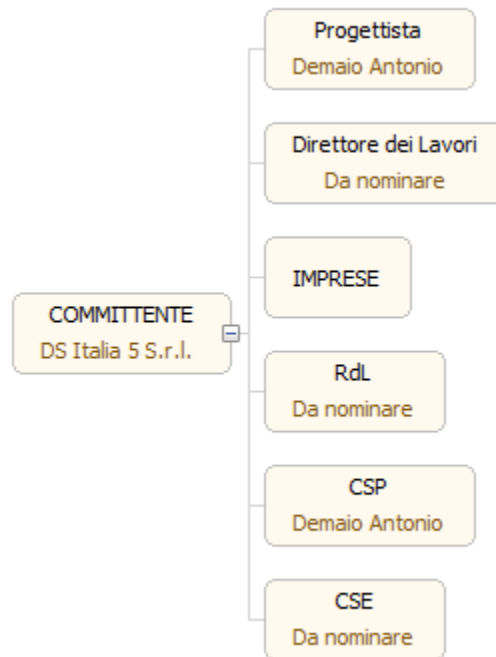 Progettista
Demaio Antonio
Direttore dei Lavori
Da nominare
IMPRESE
COMMITTENTE
DS Italia 5 S.r.l.
RdL
Da nominare
CSP
Demaio Antonio
CSE
Da nominare